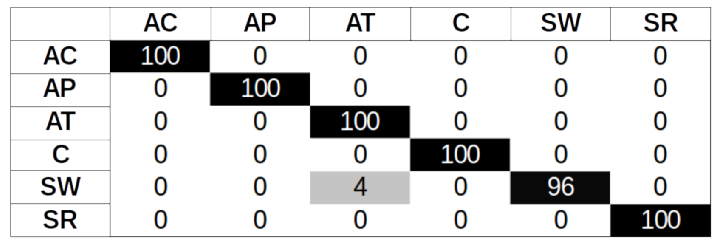 AC AP AT C SW SR
AC 100 0 0 0 0 0
AP 0 100 0 0 0 0
AT 0 0 100 0 0 0
C 0 0 0 100 0 0
SW 0 0 4 0 96 0
SR 0 0 0 0 0 100